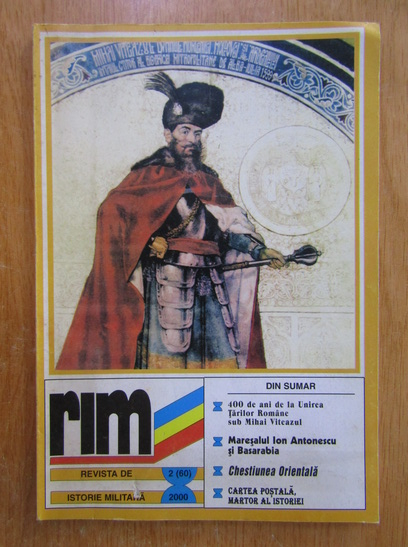 rim
REVISTA DE
2 (60)
ISTORIE MILITARĂ
2000
DIN SUMAR
400 de ani de la Unirea
Ţărilor Române
sub Mihai Viteazul
Mareşalul Ion Antonescu
şi Basarabia
Chestiunea Orientală
CARTEA POŞTALĂ,
MARTOR AL ISTORIEI